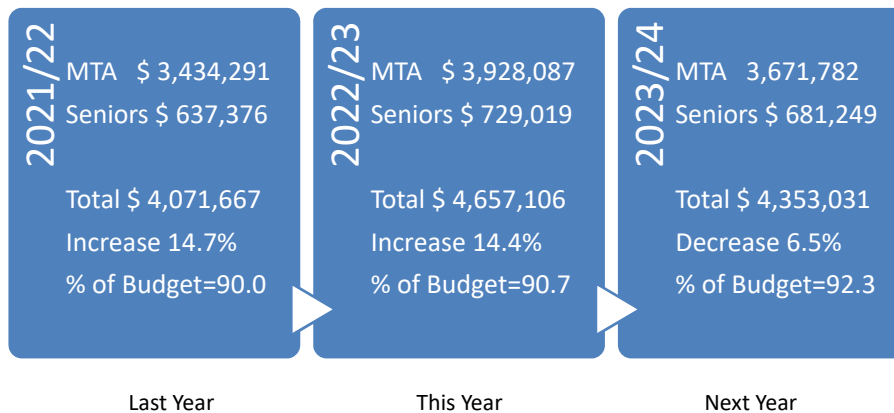 2021/22
MTA $ 3,434,291
Seniors $ 637,376
Total $ 4,071,667
Increase 14.7%
% of Budget=90.0
2022/23
MTA $ 3,928,087
Seniors $ 729,019
Total $ 4,657,106
Increase 14.4%
% of Budget=90.7
2023/24
MTA 3,671,782
Seniors $ 681,249
Total $ 4,353,031
Decrease 6.5%
% of Budget=92.3
Last Year
This Year
Next Year